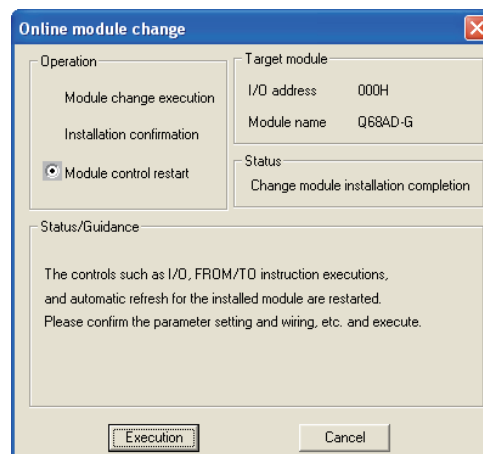 Online module change
Operation
Module change execution
Installation confirmation
Module control restart
Target module
I/O address 000H
Module name Q68AD-G
Status
Change module installation completion
Status/Guidance
The controls such as I/O, FROM/TO instruction executions,
and automatic refresh for the installed module are restarted.
Please confirm the parameter setting and wiring, etc. and execute.
Execution
Cancel